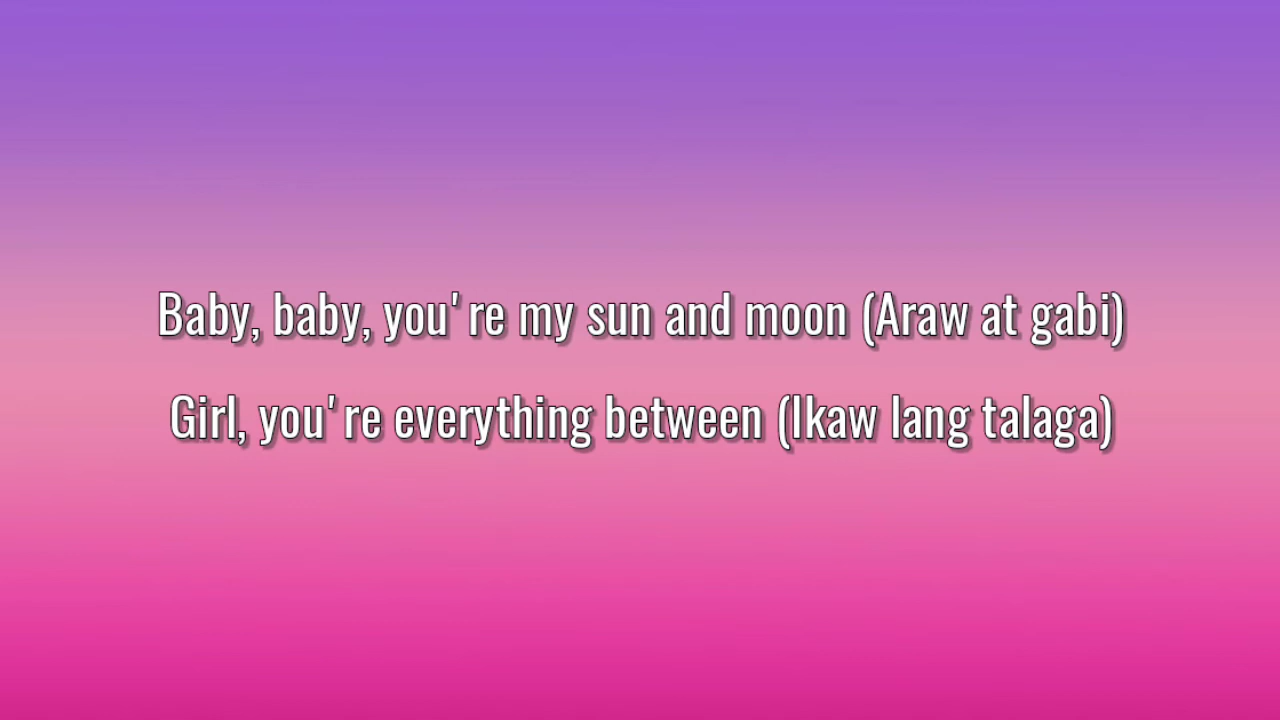 Baby, baby, you're my sun and moon (Araw at gabi)
Girl, you're everything between (Ikaw lang talaga)